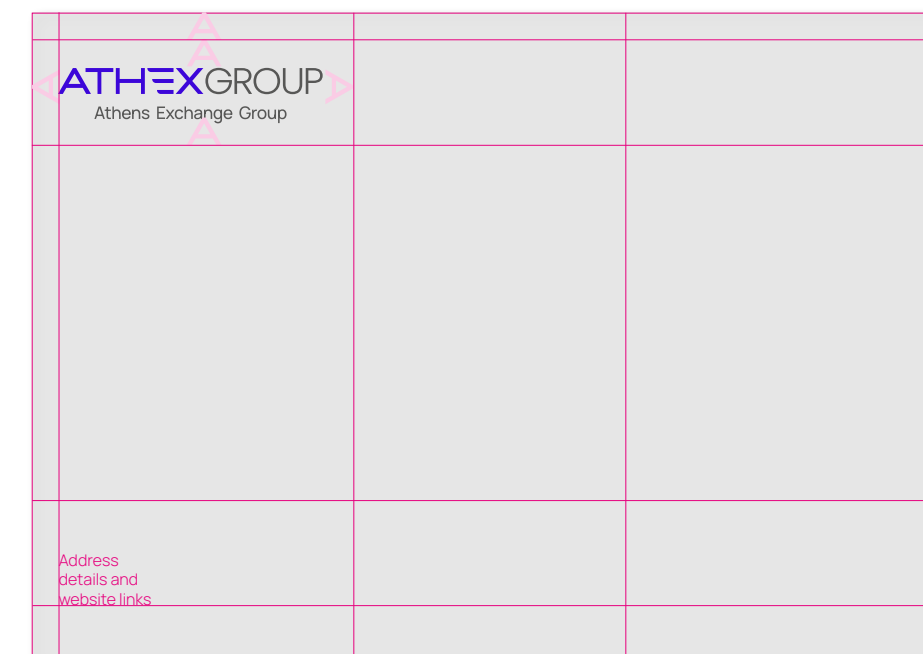 ATHEXGROUP
Athens Exchange Group
Address
details and
website links